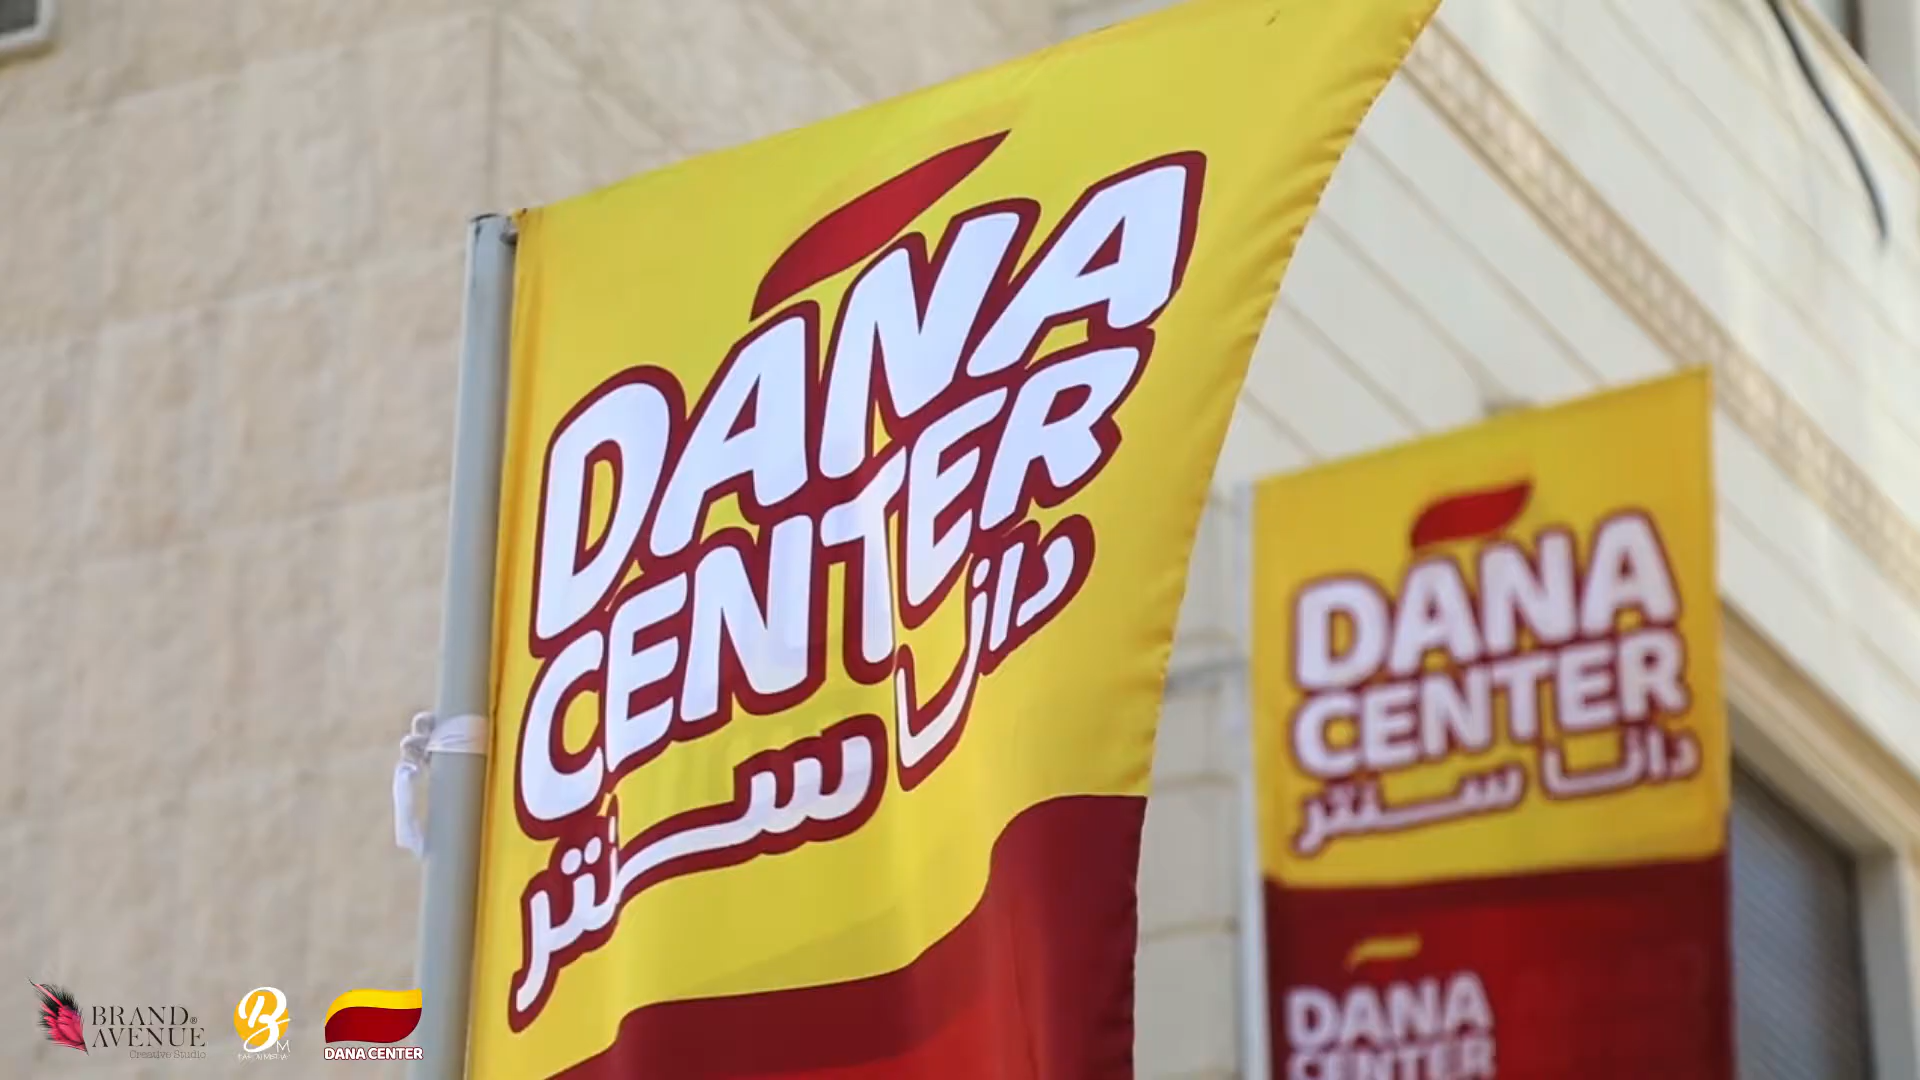 DANA
CENTER
دانا
سنتر
DANA
CENTER
دانا سنتر
DANA
CENTER
BRAND®
AVENUE
Creative Studio
B
M
DANA CENTER